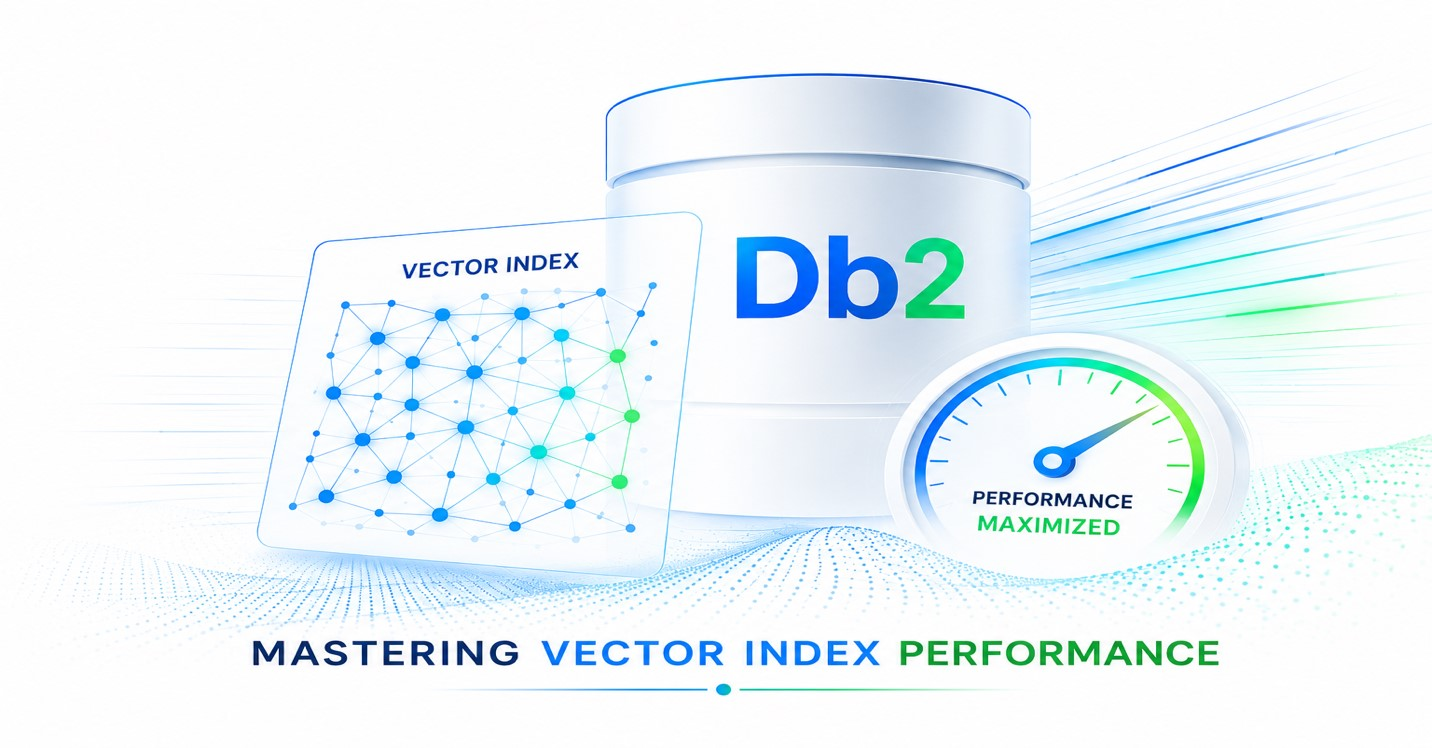 VECTOR INDEX
Db2
PERFORMANCE
MAXIMIZED
MASTERING VECTOR INDEX PERFORMANCE